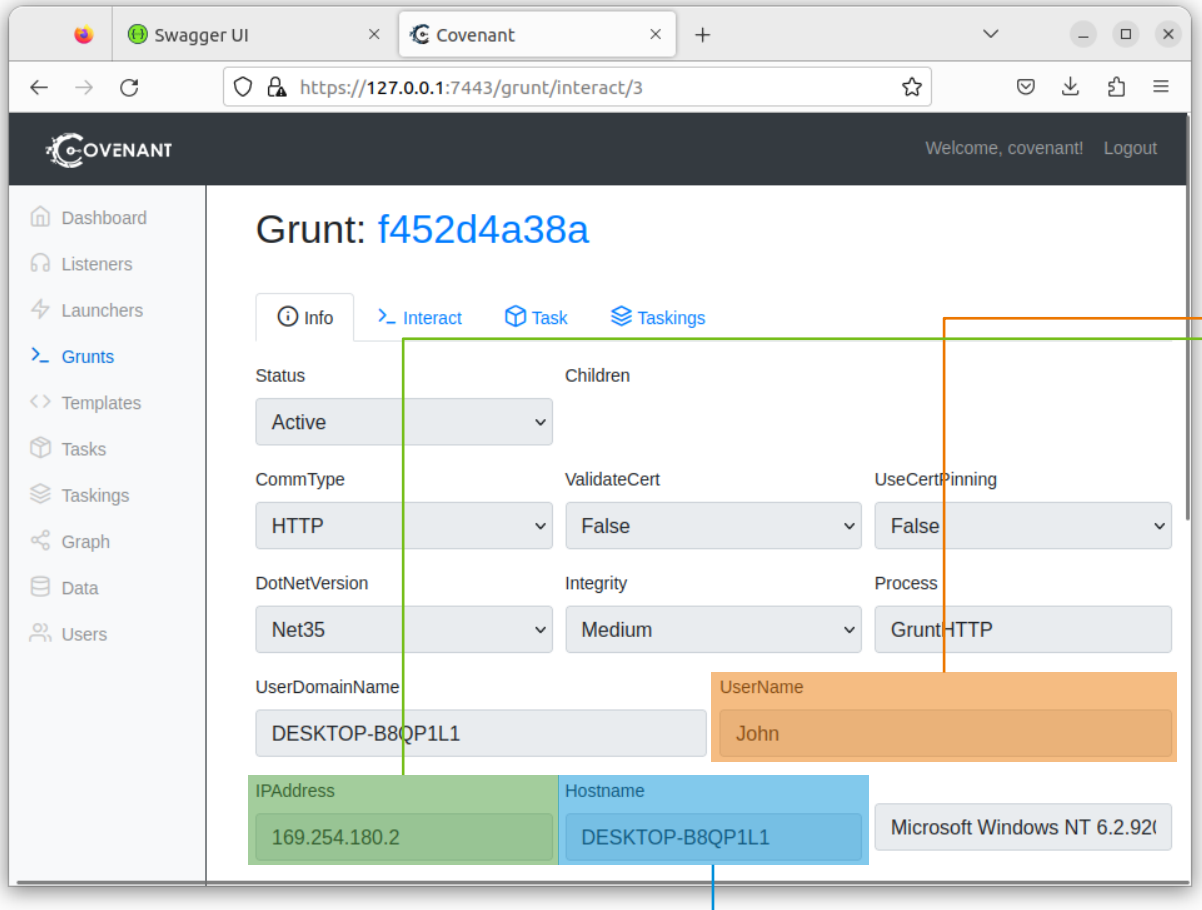 Swagger UI
Covenant
https://127.0.0.1:7443/grunt/interact/3
COVENANT
Welcome, covenant! Logout
Dashboard
Listeners
Launchers
Grunts
Templates
Tasks
Taskings
Graph
Data
Users
Grunt: f452d4a38a
Info
Interact
Task
Taskings
Status
Children
Active
CommType
ValidateCert
UseCertPinning
HTTP
False
False
DotNetVersion
Integrity
Process
Net35
Medium
GruntHTTP
UserDomainName
UserName
DESKTOP-B8QP1L1
John
IPAddress
Hostname
169.254.180.2
DESKTOP-B8QP1L1
Microsoft Windows NT 6.2.920